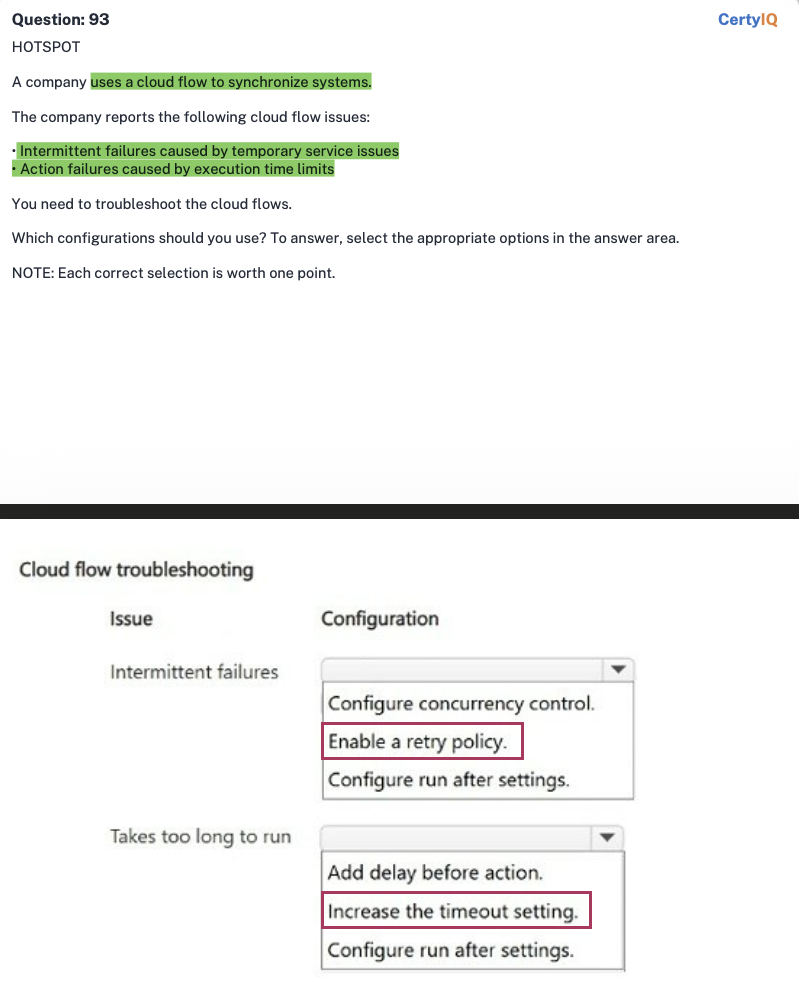 Question: 93
CertyIQ
HOTSPOT
A company uses a cloud flow to synchronize systems.
The company reports the following cloud flow issues:
• Intermittent failures caused by temporary service issues
• Action failures caused by execution time limits
You need to troubleshoot the cloud flows.
Which configurations should you use? To answer, select the appropriate options in the answer area.
NOTE: Each correct selection is worth one point.
Cloud flow troubleshooting
Issue Configuration
Intermittent failures
Configure concurrency control.
Enable a retry policy.
Configure run after settings.
Takes too long to run
Add delay before action.
Increase the timeout setting.
Configure run after settings.